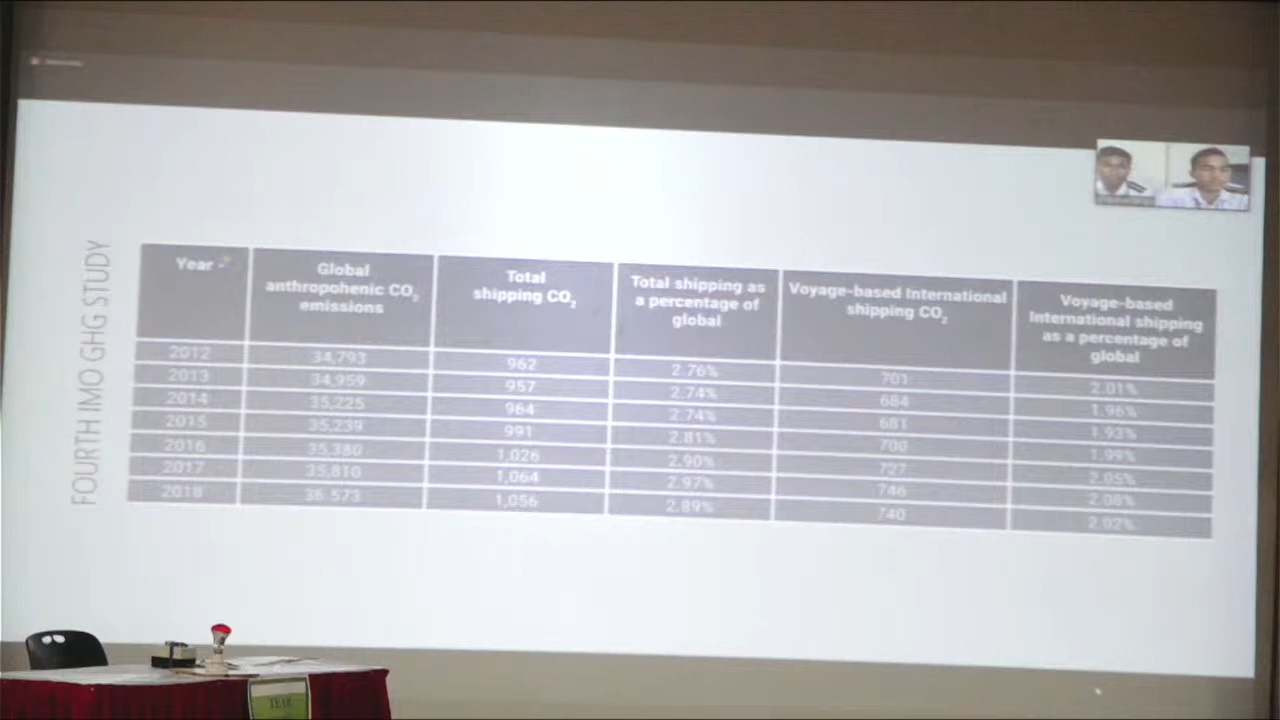 FOURTH IMO GHG STUDY
Year
Global
anthropohenic CO2
emissions
Total
shipping CO2
Total shipping as
a percentage of
global
Voyage-based International
shipping CO2
Voyage-based
International shipping
as a percentage of
global
2012 34,793 962 2.76% 701 2.01%
2013 34,959 957 2.74% 684 1.96%
2014 35,225 964 2.74% 681 1.93%
2015 35,239 991 2.81% 700 1.99%
2016 35,380 1,026 2.90% 727 2.05%
2017 35,810 1,064 2.97% 746 2.08%
2018 36,573 1,056 2.89% 740 2.02%